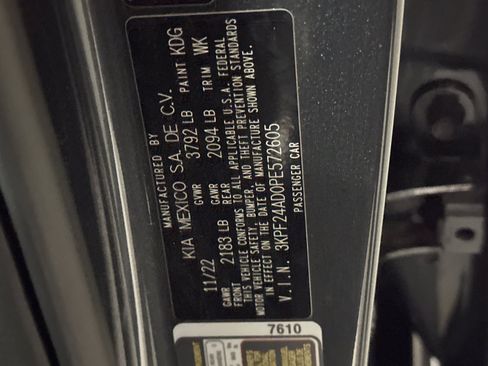 MANUFACTURED BY
KIA MEXICO S.A. DE C.V.
11/22 GVWR 3792 LB PAINT KDG
GAWR FRONT 2183 LB GAWR REAR 2094 LB TRIM WK
THIS VEHICLE CONFORMS TO ALL APPLICABLE U.S.A. FEDERAL
MOTOR VEHICLE SAFETY, BUMPER, AND THEFT PREVENTION STANDARDS
IN EFFECT ON THE DATE OF MANUFACTURE SHOWN ABOVE.
V.I.N. 3KPF24AD0PE572605
PASSENGER CAR
7610